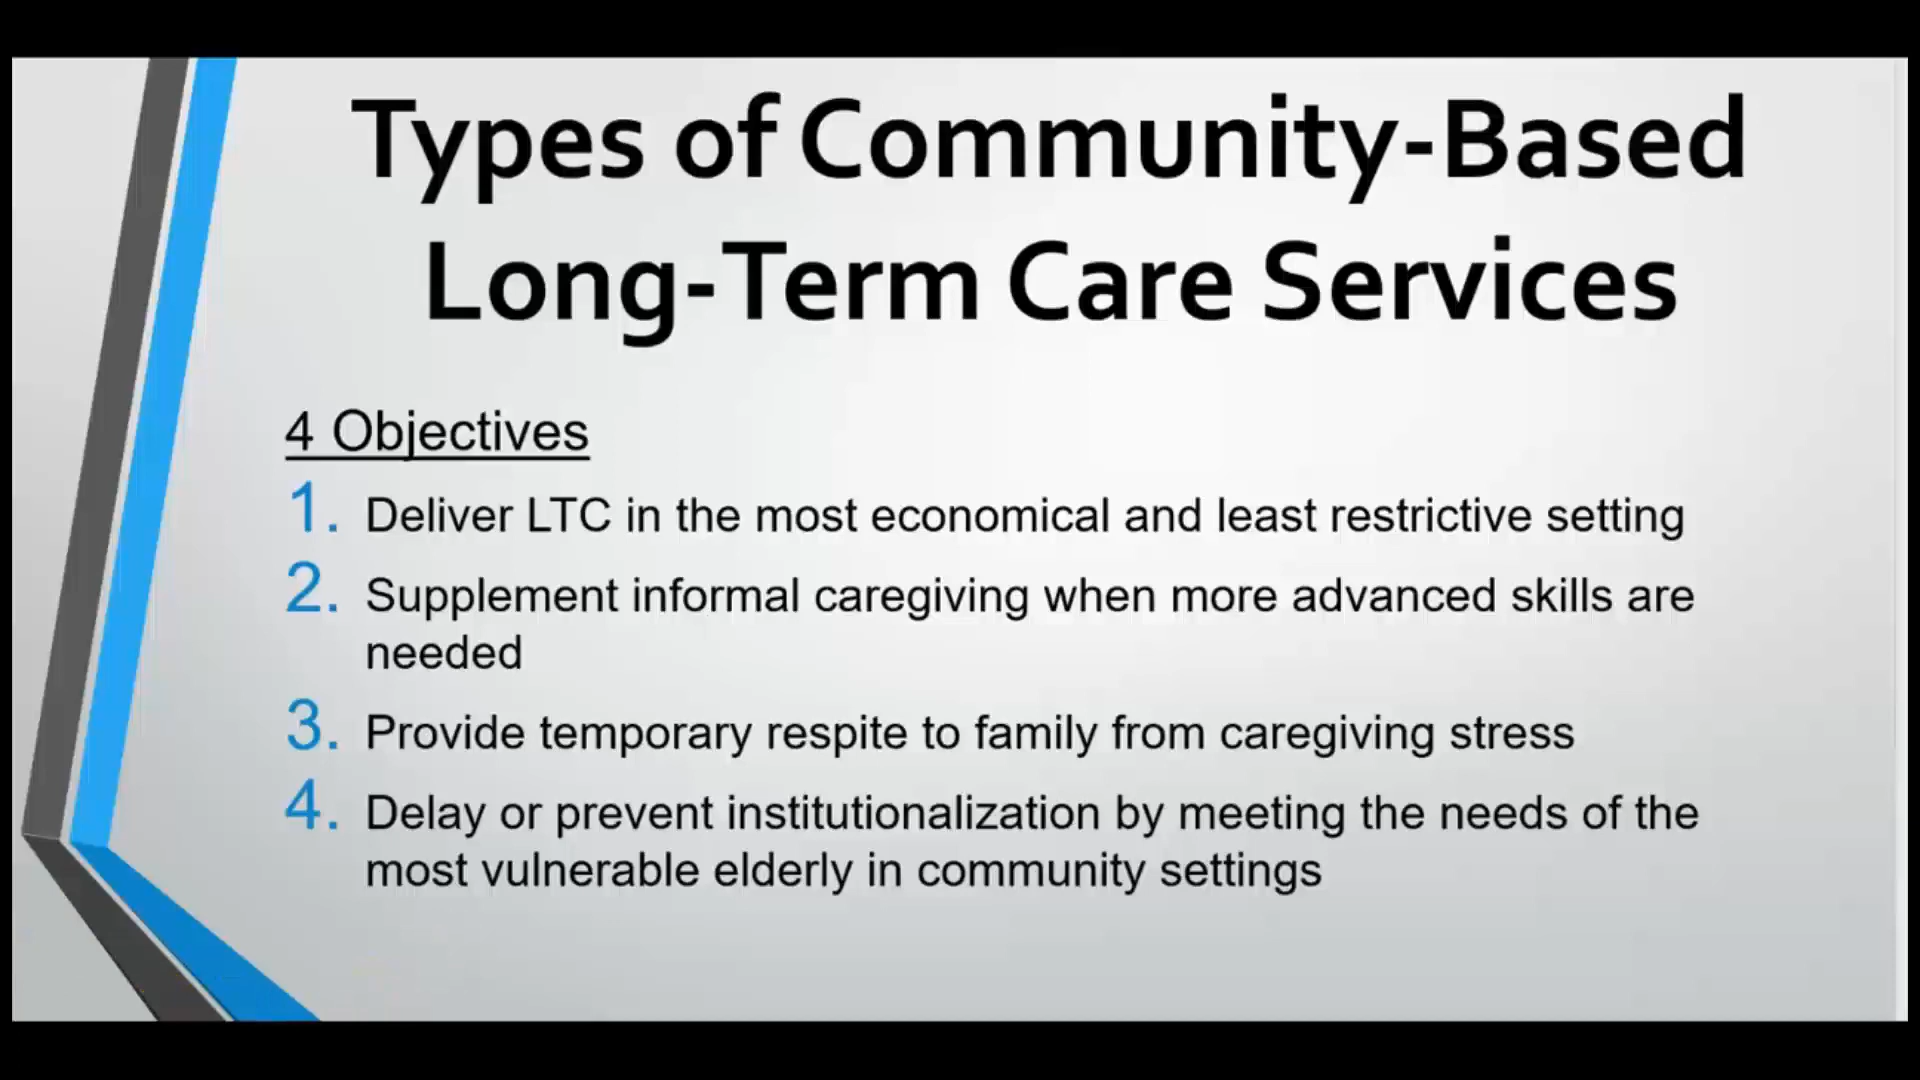 Types of Community-Based
Long-Term Care Services
4 Objectives
1. Deliver LTC in the most economical and least restrictive setting
2. Supplement informal caregiving when more advanced skills are
needed
3. Provide temporary respite to family from caregiving stress
4. Delay or prevent institutionalization by meeting the needs of the
most vulnerable elderly in community settings